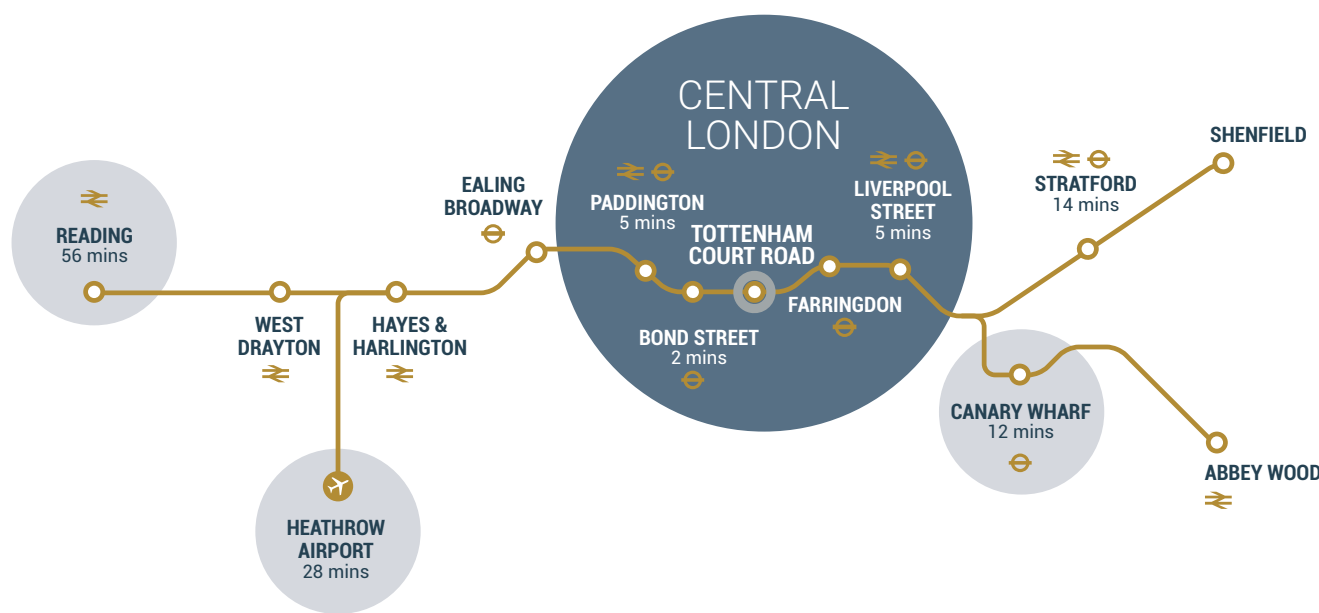 CENTRAL
LONDON
READING
56 mins
WEST
DRAYTON
HAYES &
HARLINGTON
HEATHROW
AIRPORT
28 mins
EALING
BROADWAY
PADDINGTON
5 mins
BOND STREET
2 mins
TOTTENHAM
COURT ROAD
FARRINGDON
LIVERPOOL
STREET
5 mins
STRATFORD
14 mins
SHENFIELD
CANARY WHARF
12 mins
ABBEY WOOD